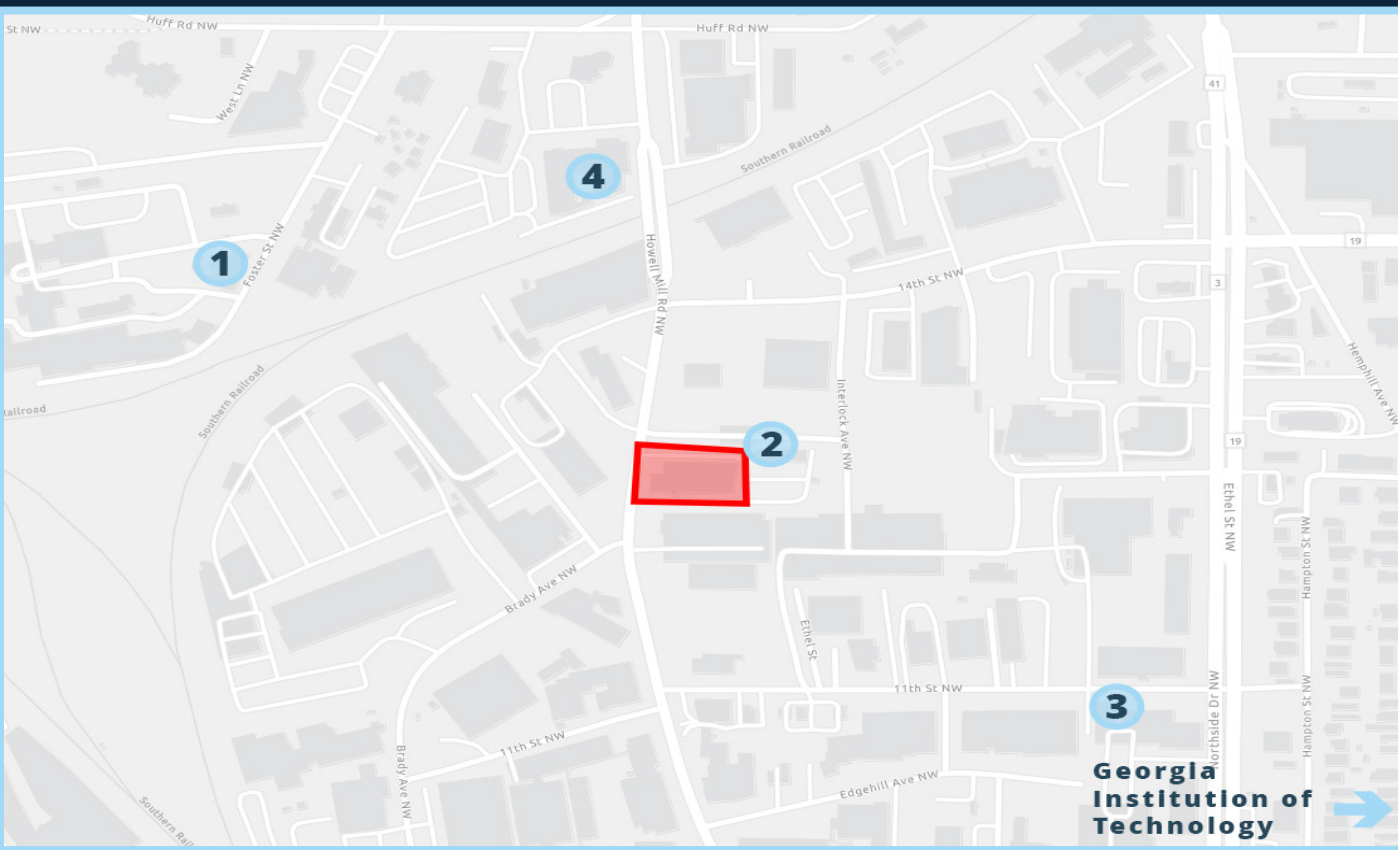 St NW
Huff Rd NW
Huff Rd NW
West Ln NW
41
Southern Railroad
4
1
Foster St NW
Howell Mill Rd NW
19
14th St NW
3
Hemphill Ave NW
Southern Railroad
Railroad
Interlock Ave NW
2
19
Ethel St NW
Hampton St NW
Brady Ave NW
Ethel St
11th St NW
3
Northside Dr NW
Hampton St NW
11th St NW
Brady Ave NW
Edgehill Ave NW
Southern Rail
Georgia
Institution of
Technology